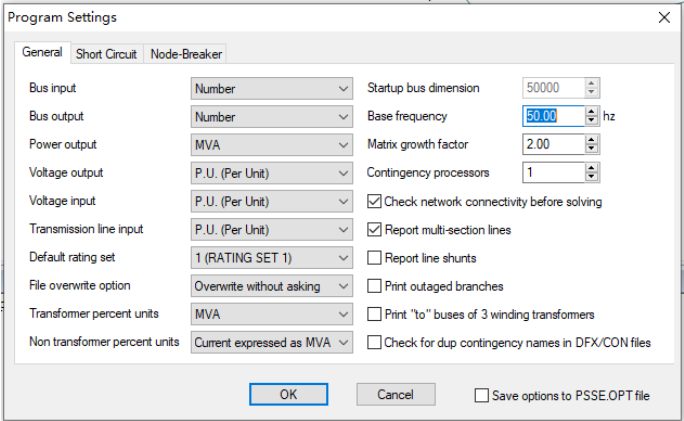 Program Settings
General Short Circuit Node-Breaker
Bus input Number Startup bus dimension 50000
Bus output Number Base frequency 50.00 hz
Power output MVA Matrix growth factor 2.00
Voltage output P.U. (Per Unit) Contingency processors 1
Voltage input P.U. (Per Unit) Check network connectivity before solving
Transmission line input P.U. (Per Unit) Report multi-section lines
Default rating set 1 (RATING SET 1) Report line shunts
File overwrite option Overwrite without asking Print outaged branches
Transformer percent units MVA Print "to" buses of 3 winding transformers
Non transformer percent units Current expressed as MVA Check for dup contingency names in DFX/CON files
OK Cancel Save options to PSSE.OPT file